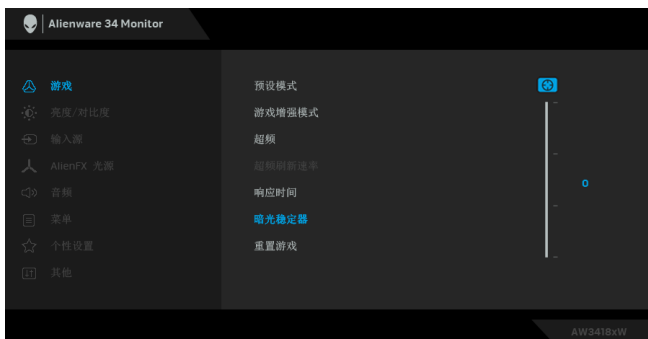 Alienware 34 Monitor
游戏
亮度/对比度
输入源
AlienFX 光源
音频
菜单
个性设置
其他
预设模式
游戏增强模式
超频
超频刷新速率
响应时间
暗光稳定器
重置游戏
0
AW3418xW